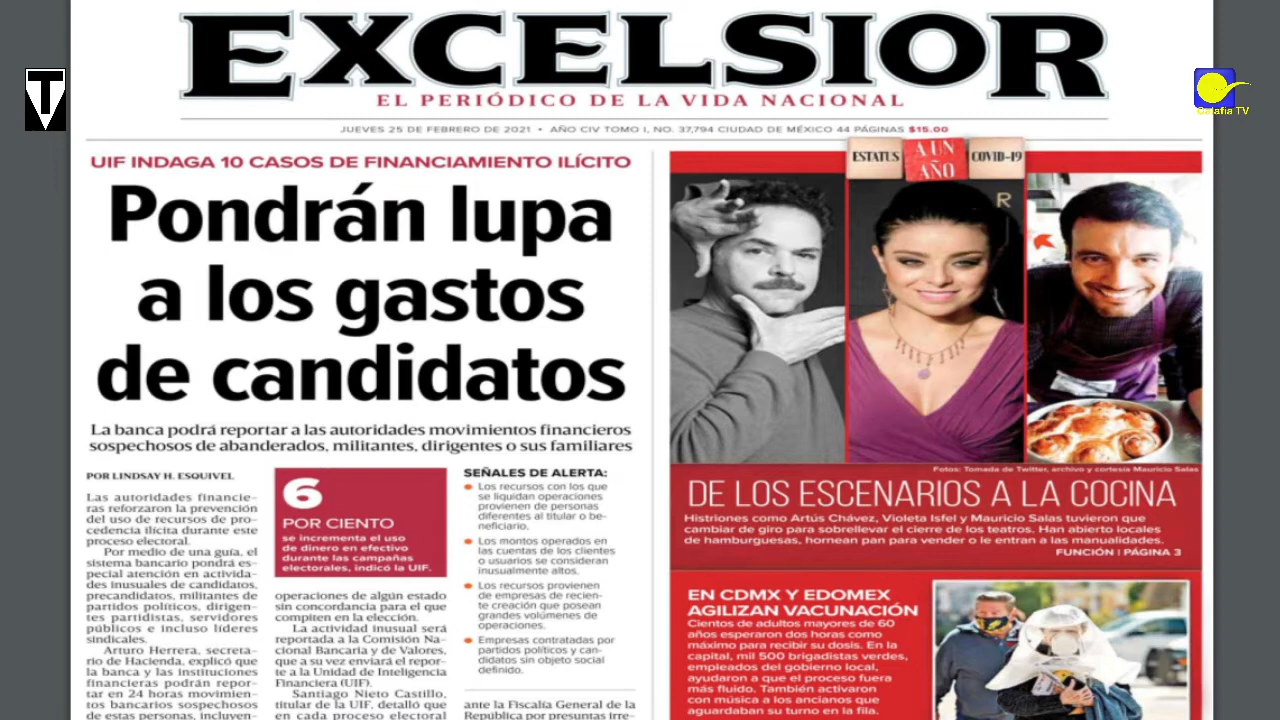 EXCELSIOR
EL PERIÓDICO DE LA VIDA NACIONAL
JUEVES 25 DE FEBRERO DE 2021 • AÑO CIV TOMO I, NO. 37,794 CIUDAD DE MÉXICO 44 PÁGINAS $15.00
T
Calafia TV
UIF INDAGA 10 CASOS DE FINANCIAMIENTO ILÍCITO
Pondrán lupa
a los gastos
de candidatos
La banca podrá reportar a las autoridades movimientos financieros
sospechosos de abanderados, militantes, dirigentes o sus familiares
POR LINDSAY H. ESQUIVEL
Las autoridades financie-
ras reforzaron la prevención
del uso de recursos de pro-
cedencia ilícita durante este
proceso electoral.
Por medio de una guía, el
sistema bancario pondrá es-
pecial atención en activida-
des inusuales de candidatos,
precandidatos, militantes de
partidos políticos, dirigen-
tes partidistas, servidores
públicos e incluso líderes
sindicales.
Arturo Herrera, secreta-
rio de Hacienda, explicó que
la banca y las instituciones
financieras podrán repor-
tar en 24 horas movimien-
tos bancarios sospechosos
de estas personas, incluyen-
6
POR CIENTO
se incrementa el uso
de dinero en efectivo
durante las campañas
electorales, indicó la UIF.
operaciones de algún estado
sin concordancia para el que
compiten en la elección.
La actividad inusual será
reportada a la Comisión Na-
cional Bancaria y de Valores,
que a su vez enviará el repor-
te a la Unidad de Inteligencia
Financiera (UIF).
Santiago Nieto Castillo,
titular de la UIF, detalló que
en cada proceso electoral
SEÑALES DE ALERTA:
Los recursos con los que
se liquidan operaciones
provienen de personas
diferentes al titular o be-
neficiario.
Los montos operados en
las cuentas de los clientes
o usuarios se consideran
inusualmente altos.
Los recursos provienen
de empresas de recien-
te creación que posean
grandes volúmenes de
operaciones.
Empresas contratadas por
partidos políticos y can-
didatos sin objeto social
definido.
ante la Fiscalía General de la
República por presuntas irre-
ESTATUS
A UN
AÑO
COVID-19
R
Fotos: Tomada de Twitter, archivo y cortesía Mauricio Salas
DE LOS ESCENARIOS A LA COCINA
Histriones como Artús Chávez, Violeta Isfel y Mauricio Salas tuvieron que
cambiar de giro para sobrellevar el cierre de los teatros. Han abierto locales
de hamburguesas, hornean pan para vender o le entran a las manualidades.
FUNCIÓN | PÁGINA 3
EN CDMX Y EDOMEX
AGILIZAN VACUNACIÓN
Cientos de adultos mayores de 60
años esperaron dos horas como
máximo para recibir su dosis. En la
capital, mil 500 brigadistas verdes,
empleados del gobierno local,
ayudaron a que el proceso fuera
más fluido. También activaron
con música a los ancianos que
aguardaban su turno en la fila.